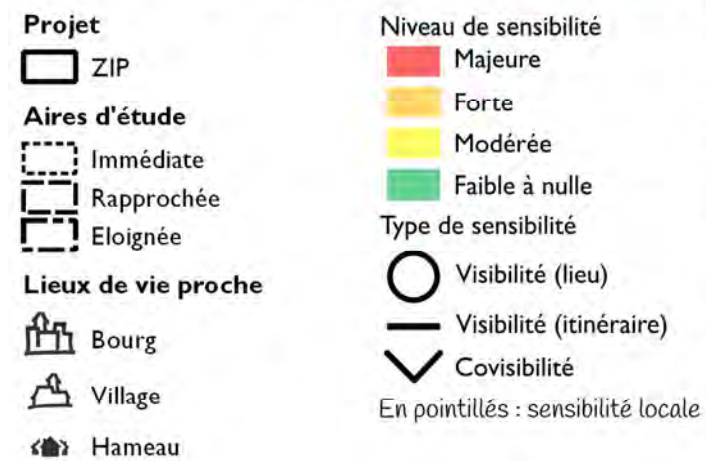 Projet
ZIP
Aires d'étude
Immédiate
Rapprochée
Eloignée
Lieux de vie proche
Bourg
Village
Hameau
Niveau de sensibilité
Majeure
Forte
Modérée
Faible à nulle
Type de sensibilité
Visibilité (lieu)
Visibilité (itinéraire)
Covisibilité
En pointillés : sensibilité locale